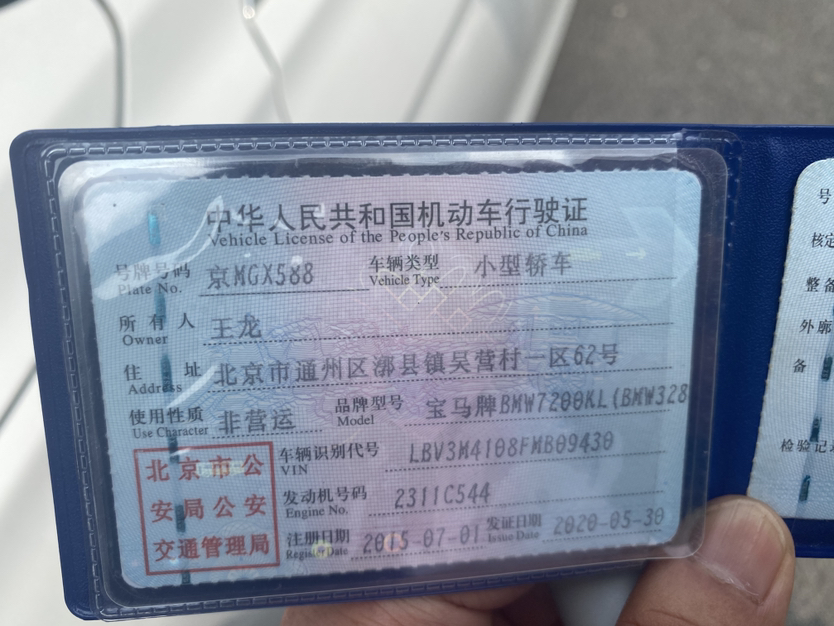 中华人民共和国机动车行驶证
Vehicle License of the People's Republic of China
号牌号码 京MGX588 车辆类型 小型轿车
Plate No. Vehicle Type
所有人 王龙
Owner
住址 北京市通州区漷县镇吴营村一区62号
Address
使用性质 非营运 品牌型号 宝马牌BMW7200KL(BMW328
Use Character Model
北京市公
安局公安
交通管理局
车辆识别代号 LBV3M4108FMB09430
VIN
发动机号码 2311C544
Engine No.
注册日期 2015-07-01 发证日期 2020-05-30
Register Date Issue Date
号
核定
整备
外廓
备
检验记